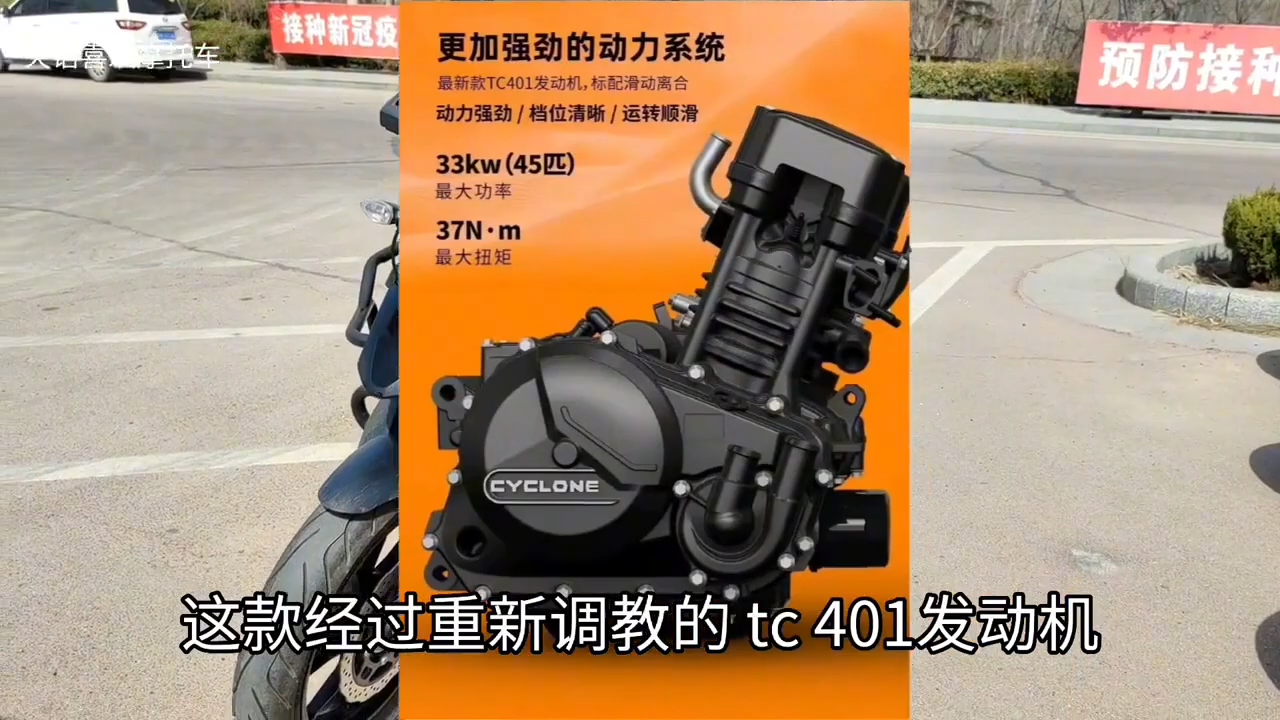 接种新冠疫
预防接种
更加强劲的动力系统
最新款TC401发动机,标配滑动离合
动力强劲 / 档位清晰 / 运转顺滑
33kw(45匹)
最大功率
37N·m
最大扭矩
CYCLONE
这款经过重新调教的 tc 401发动机